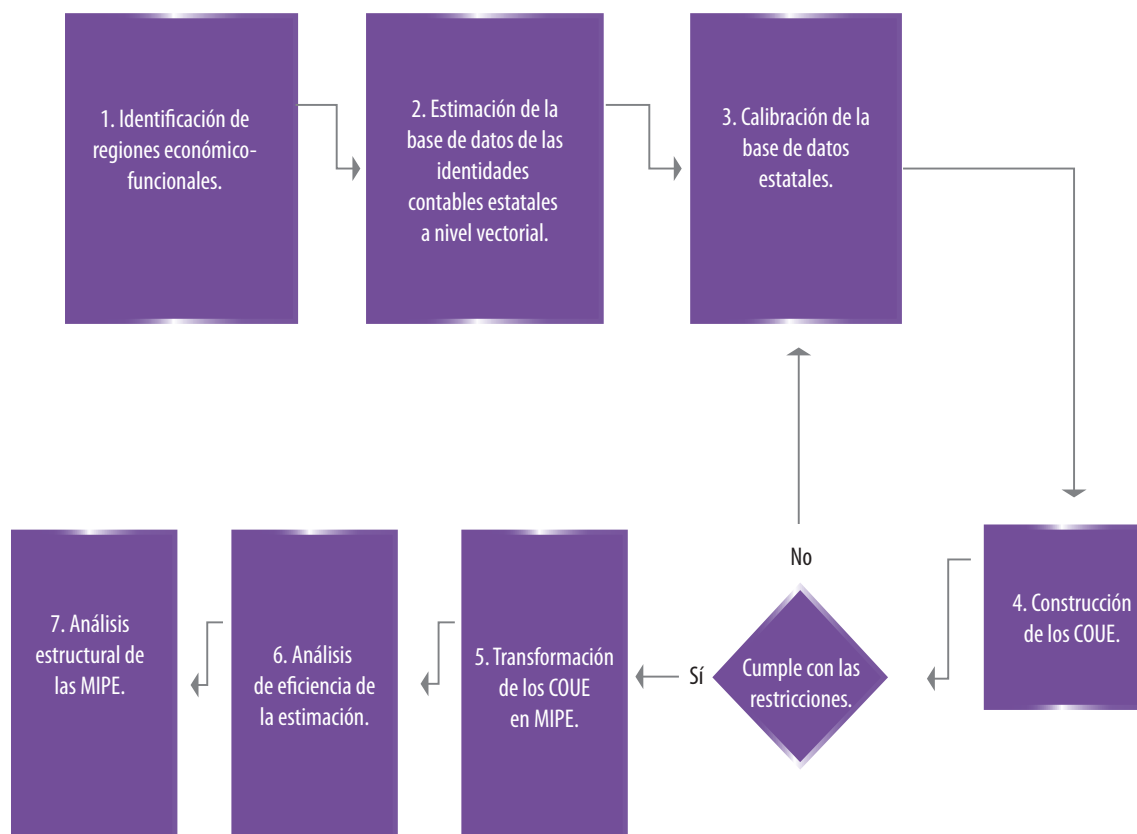 1. Identificación de
regiones económico-
funcionales.
2. Estimación de la
base de datos de las
identidades
contables estatales
a nivel vectorial.
3. Calibración de la
base de datos
estatales.
4. Construcción
de los COUE.
Cumple con las
restricciones.
No
Sí
5. Transformación
de los COUE
en MIPE.
6. Análisis
de eficiencia de
la estimación.
7. Análisis
estructural de
las MIPE.